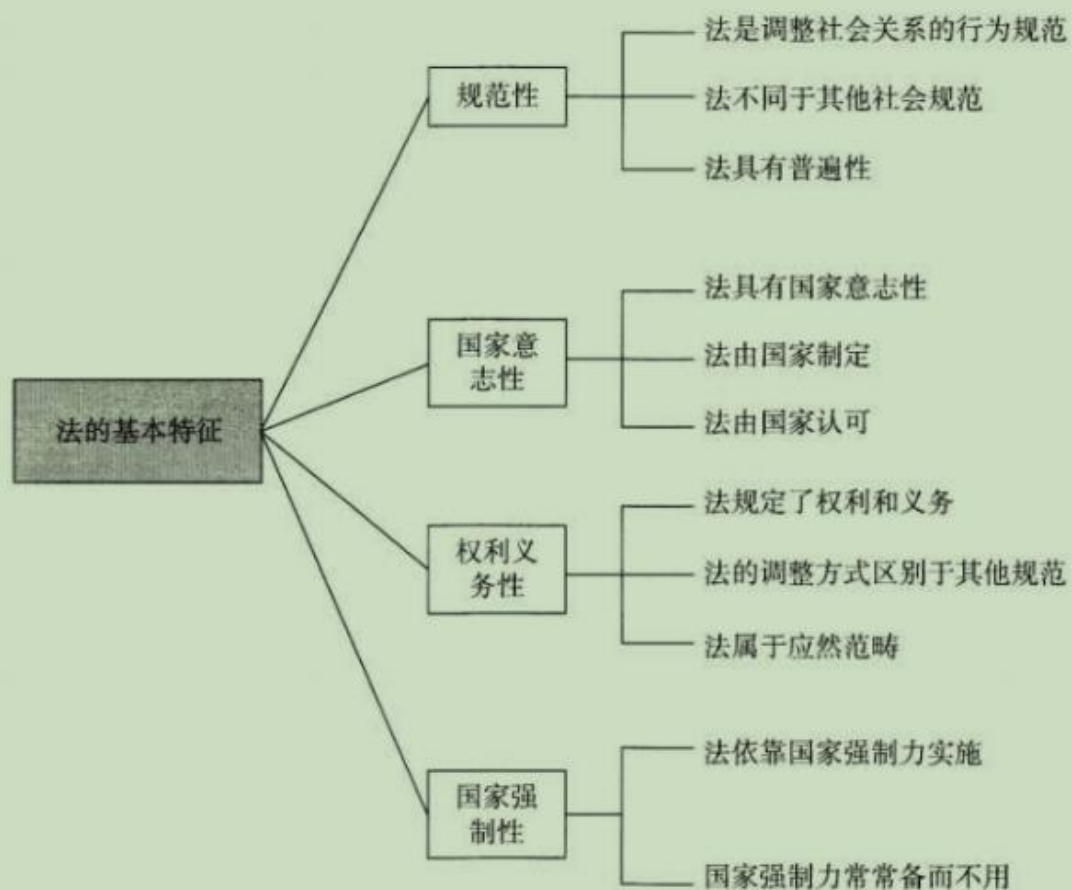 法的基本特征
规范性
法是调整社会关系的行为规范
法不同于其他社会规范
法具有普遍性
国家意
志性
法具有国家意志性
法由国家制定
法由国家认可
权利义
务性
法规定了权利和义务
法的调整方式区别于其他规范
法属于应然范畴
国家强
制性
法依靠国家强制力实施
国家强制力常常备而不用